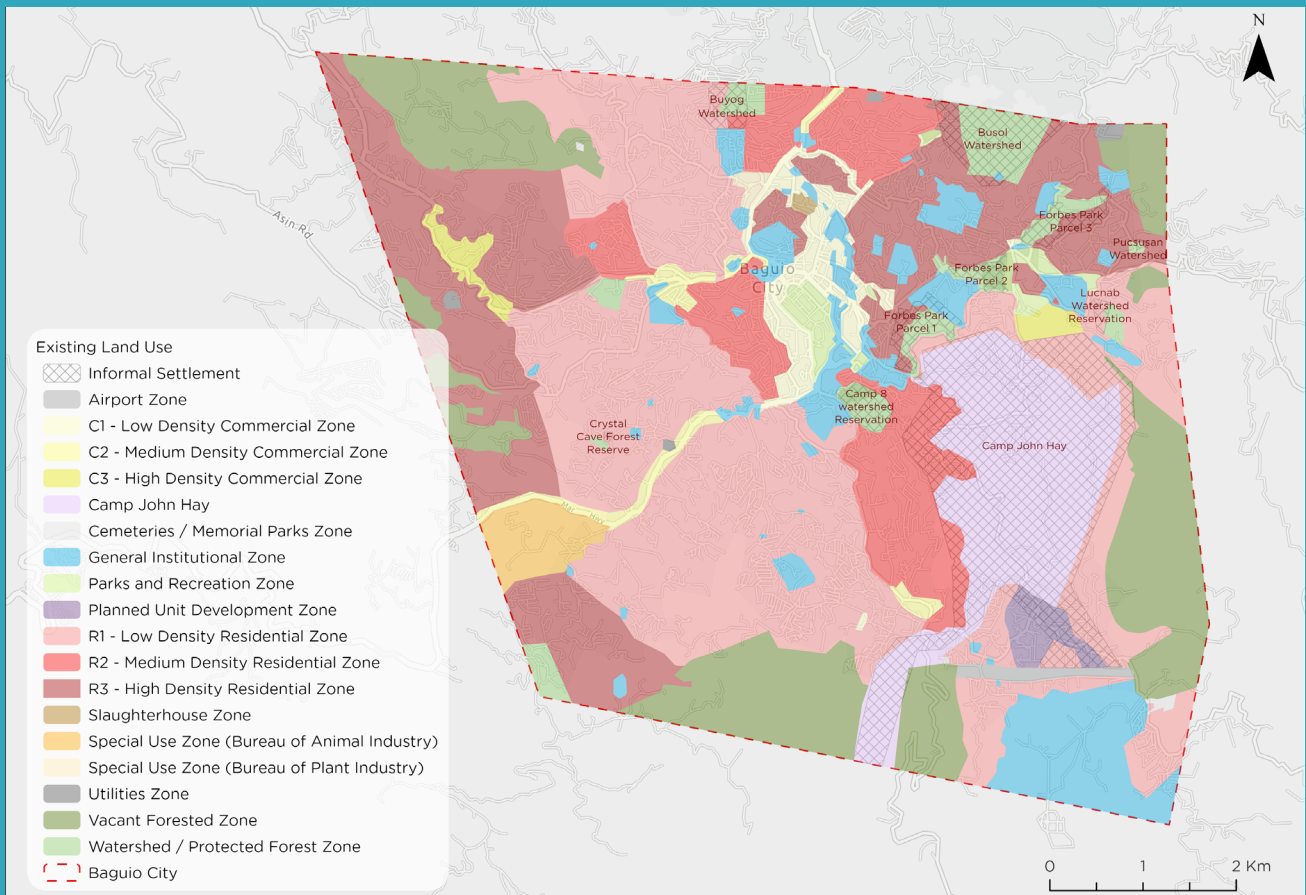 N
Buyog
Watershed
Busol
Watershed
Asin Rd
Forbes Park
Parcel 3
Pucsusan
Watershed
Baguio
City
Forbes Park
Parcel 2
Lucnab
Watershed
Reservation
Forbes Park
Parcel 1
Camp 8
watershed
Reservation
Crystal
Cave Forest
Reserve
Camp John Hay
Existing Land Use
Informal Settlement
Airport Zone
C1 - Low Density Commercial Zone
C2 - Medium Density Commercial Zone
C3 - High Density Commercial Zone
Camp John Hay
Cemeteries / Memorial Parks Zone
General Institutional Zone
Parks and Recreation Zone
Planned Unit Development Zone
R1 - Low Density Residential Zone
R2 - Medium Density Residential Zone
R3 - High Density Residential Zone
Slaughterhouse Zone
Special Use Zone (Bureau of Animal Industry)
Special Use Zone (Bureau of Plant Industry)
Utilities Zone
Vacant Forested Zone
Watershed / Protected Forest Zone
Baguio City
0 1 2 Km